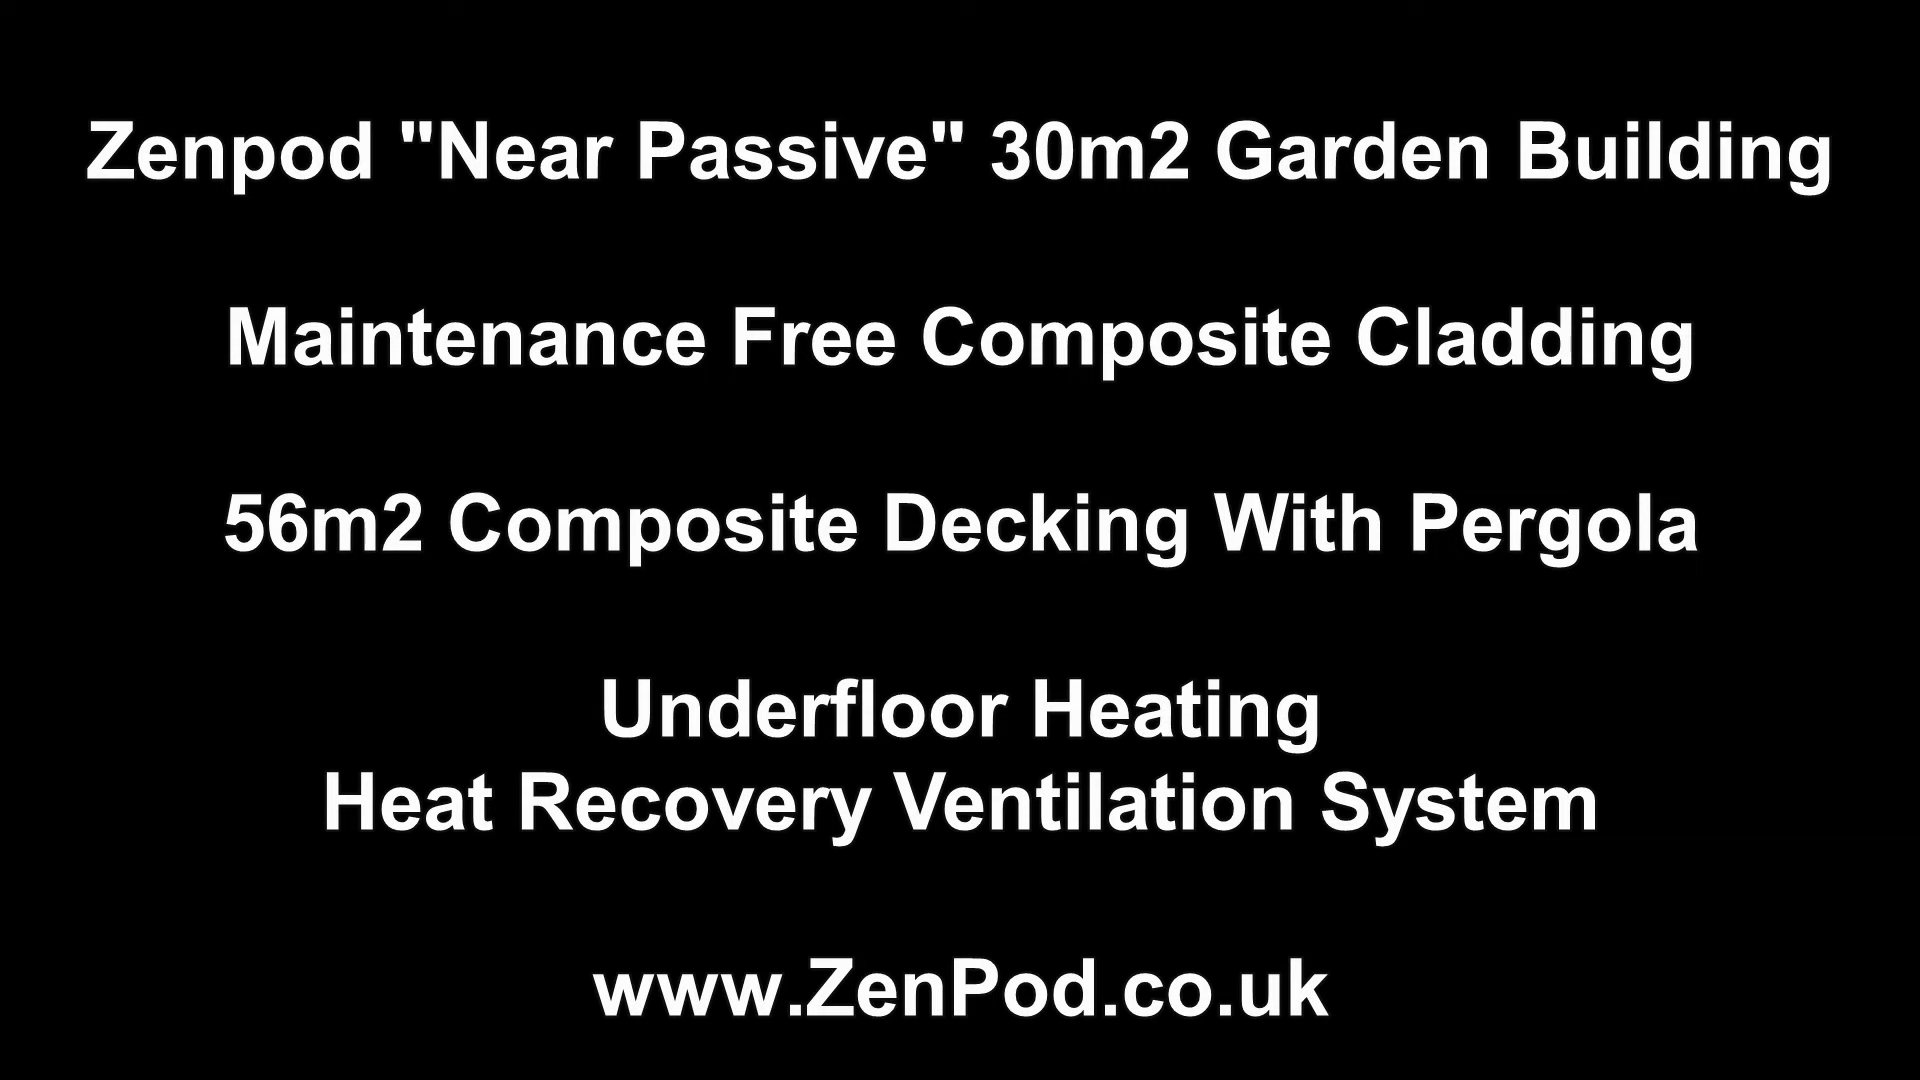 Zenpod "Near Passive" 30m2 Garden Building
Maintenance Free Composite Cladding
56m2 Composite Decking With Pergola
Underfloor Heating
Heat Recovery Ventilation System
www.ZenPod.co.uk